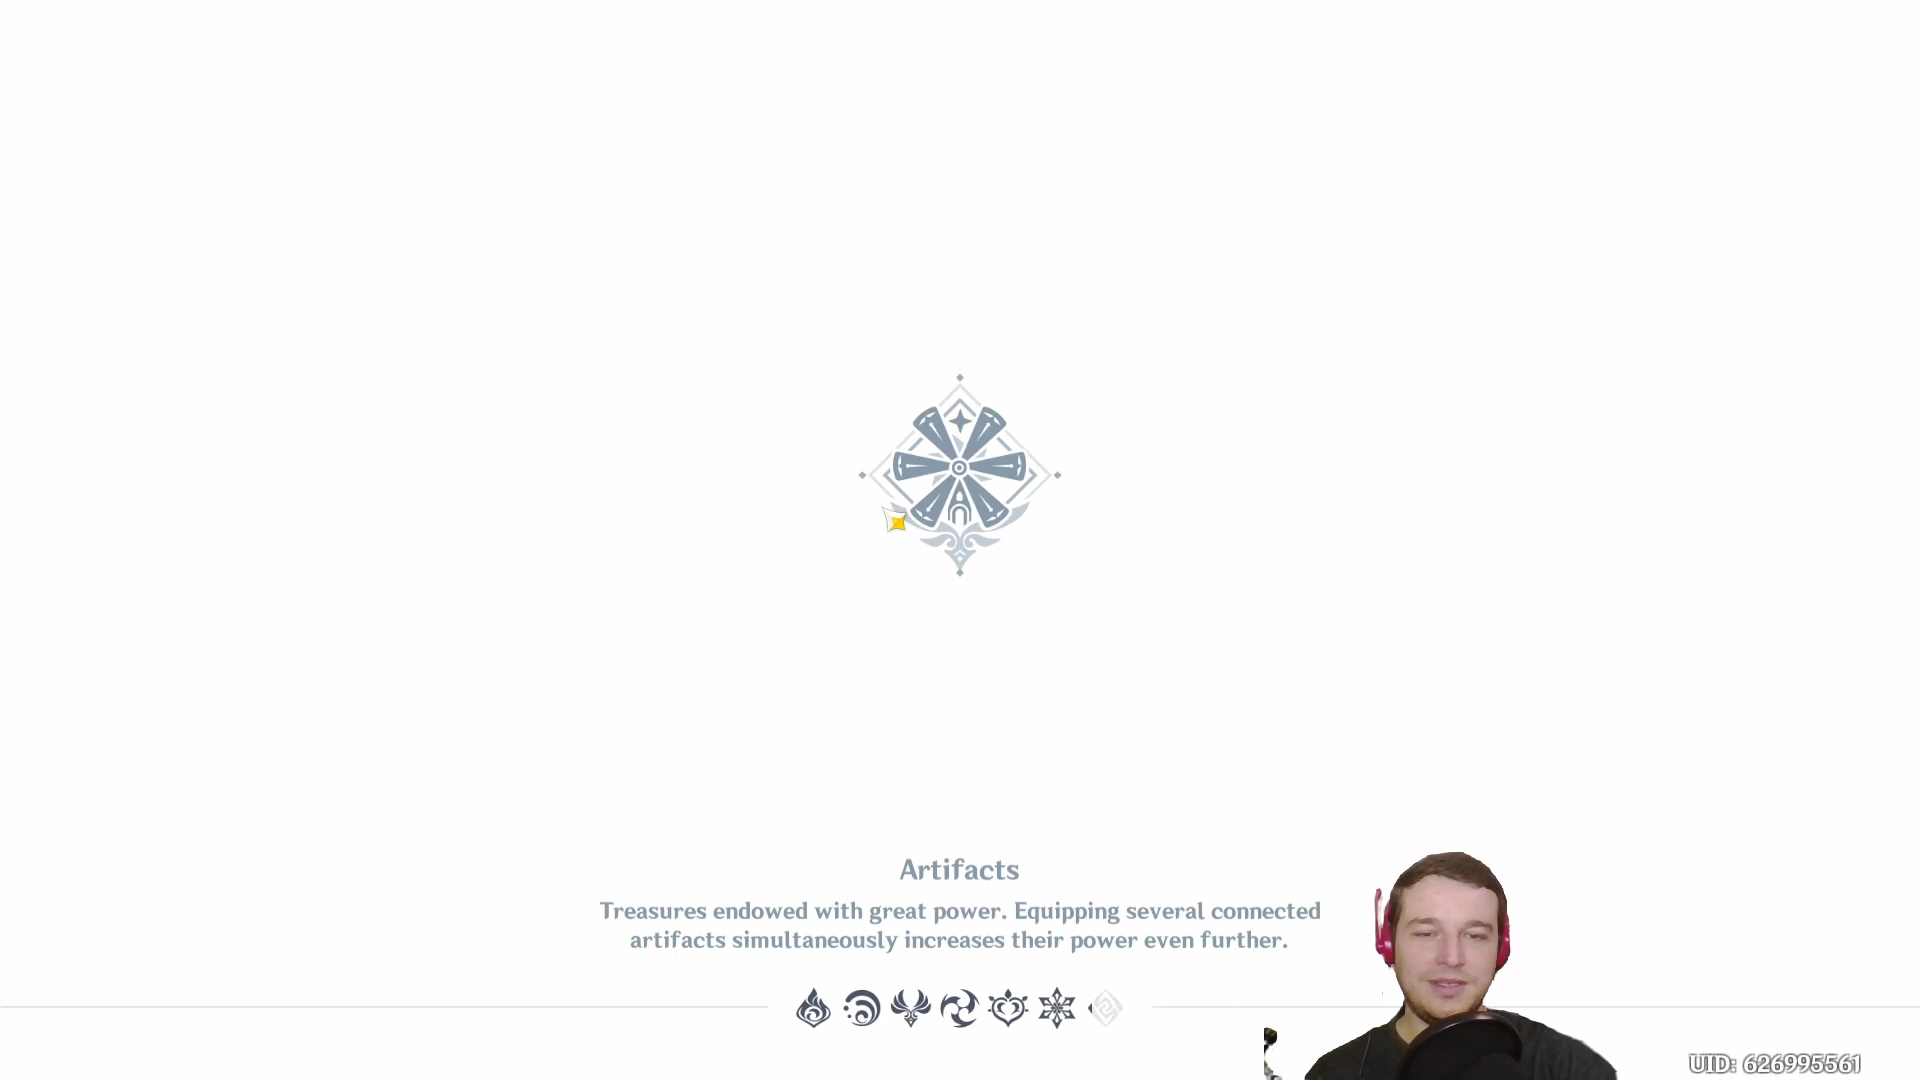 Artifacts
Treasures endowed with great power. Equipping several connected
artifacts simultaneously increases their power even further.
UID: 626995561